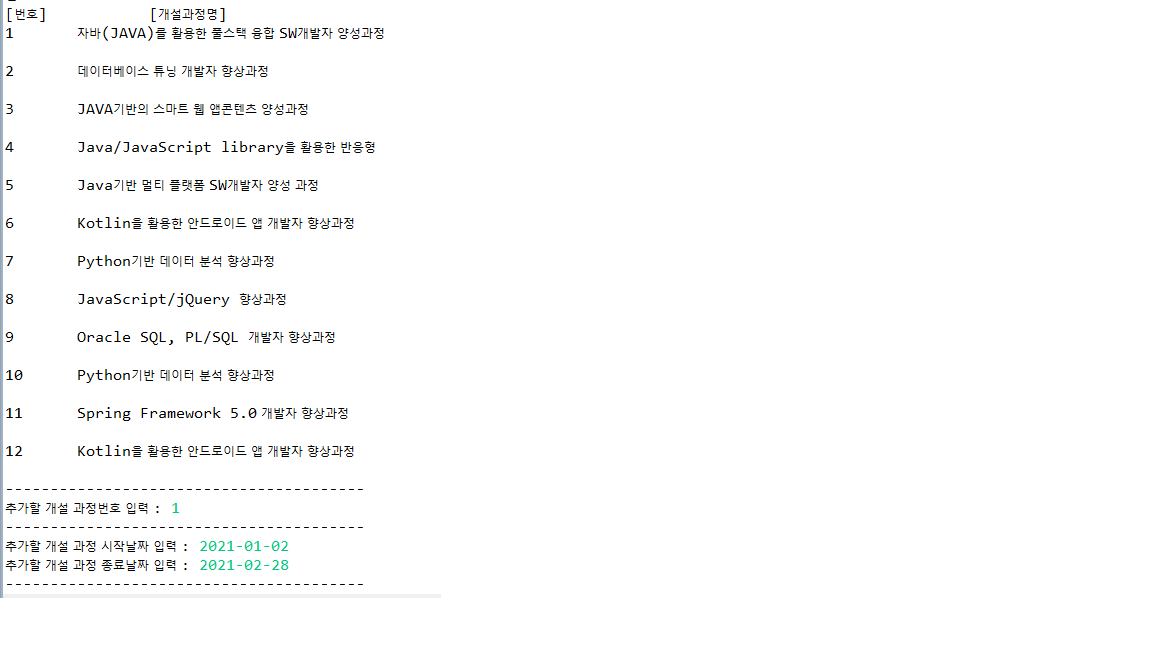 [번호] [개설과정명]
1 자바(JAVA)를 활용한 풀스택 융합 SW개발자 양성과정
2 데이터베이스 튜닝 개발자 향상과정
3 JAVA기반의 스마트 웹 앱콘텐츠 양성과정
4 Java/JavaScript library을 활용한 반응형
5 Java기반 멀티 플랫폼 SW개발자 양성 과정
6 Kotlin을 활용한 안드로이드 앱 개발자 향상과정
7 Python기반 데이터 분석 향상과정
8 JavaScript/jQuery 향상과정
9 Oracle SQL, PL/SQL 개발자 향상과정
10 Python기반 데이터 분석 향상과정
11 Spring Framework 5.0 개발자 향상과정
12 Kotlin을 활용한 안드로이드 앱 개발자 향상과정
----------------------------------------
추가할 개설 과정번호 입력 : 1
----------------------------------------
추가할 개설 과정 시작날짜 입력 : 2021-01-02
추가할 개설 과정 종료날짜 입력 : 2021-02-28
----------------------------------------